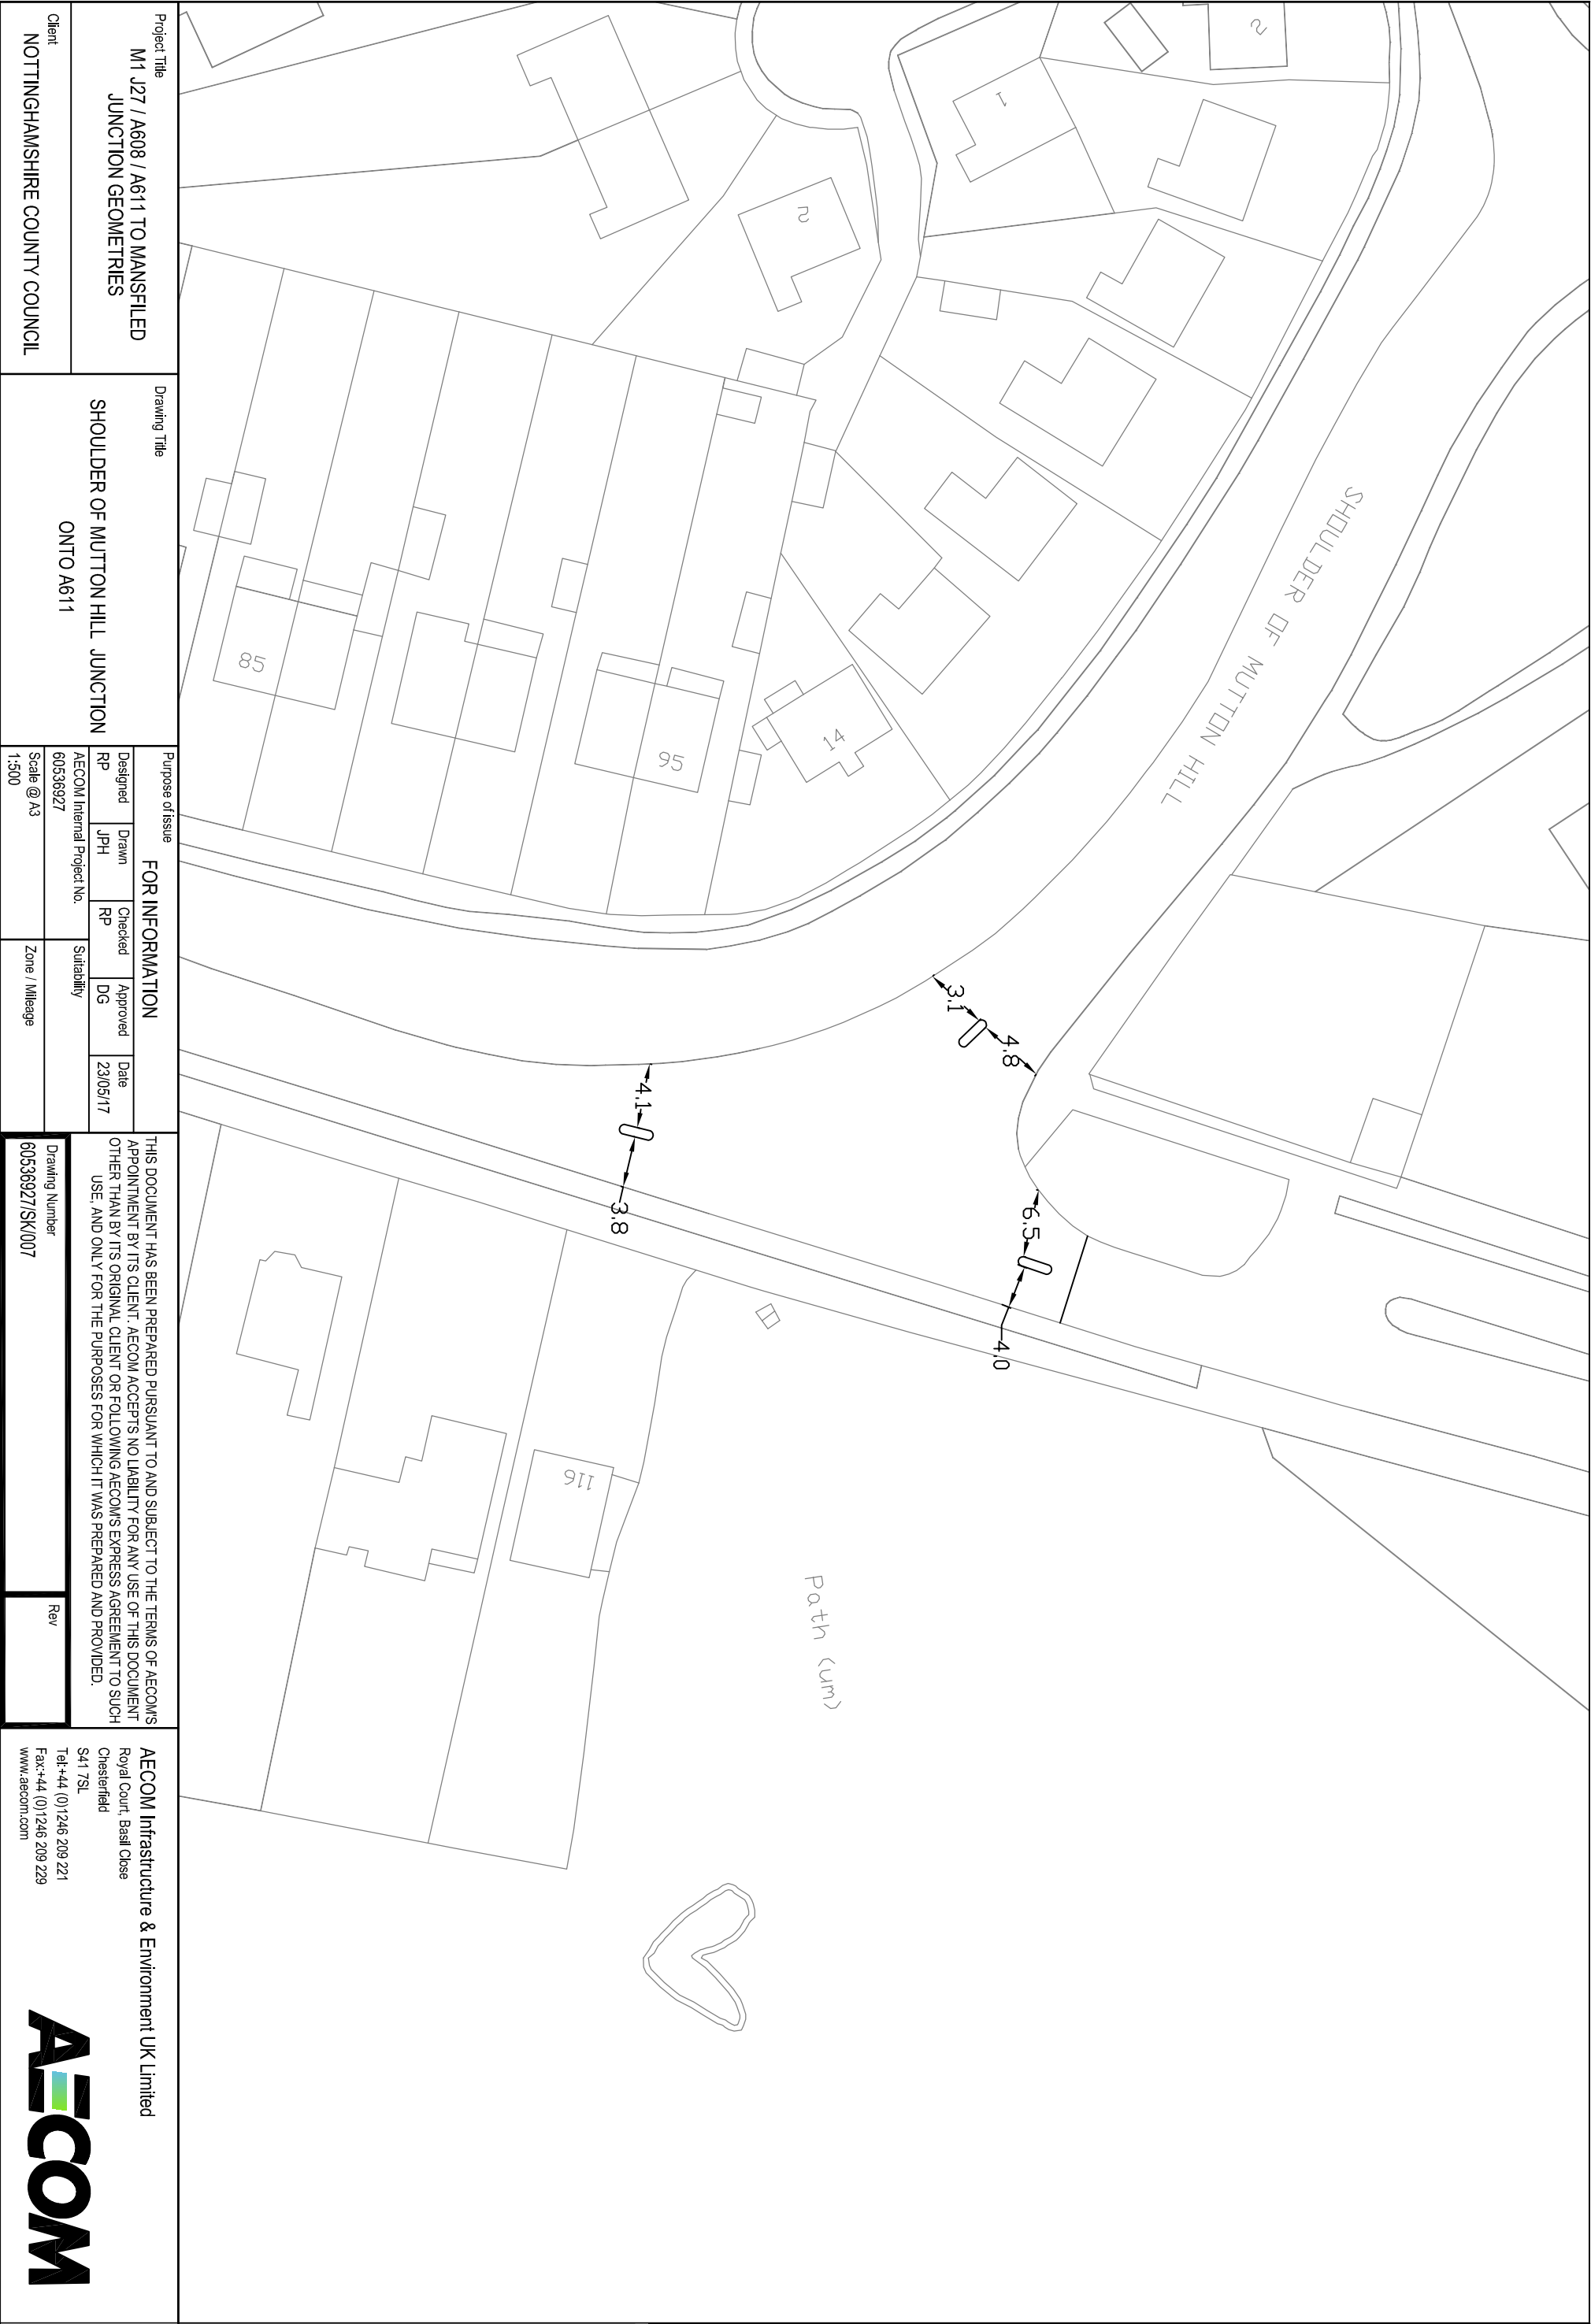 SHOULDER OF MUTTON HILL
2
1
2
14
95
85
3.1
4.8
4.1
3.8
6.5
4.0
116
Path (um)
Project Title
M1 J27 / A608 / A611 TO MANSFILED
JUNCTION GEOMETRIES
Client
NOTTINGHAMSHIRE COUNTY COUNCIL
Drawing Title
SHOULDER OF MUTTON HILL JUNCTION
ONTO A611
Purpose of issue
FOR INFORMATION
Designed
RP
Drawn
JPH
Checked
RP
Approved
DG
Date
23/05/17
AECOM Internal Project No.
60536927
Suitability
Scale @ A3
1:500
Zone / Mileage
THIS DOCUMENT HAS BEEN PREPARED PURSUANT TO AND SUBJECT TO THE TERMS OF AECOM'S
APPOINTMENT BY ITS CLIENT. AECOM ACCEPTS NO LIABILITY FOR ANY USE OF THIS DOCUMENT
OTHER THAN BY ITS ORIGINAL CLIENT OR FOLLOWING AECOM'S EXPRESS AGREEMENT TO SUCH
USE, AND ONLY FOR THE PURPOSES FOR WHICH IT WAS PREPARED AND PROVIDED.
Drawing Number
60536927/SK/007
Rev
AECOM Infrastructure & Environment UK Limited
Royal Court, Basil Close
Chesterfield
S41 7SL
Tel:+44 (0)1246 209 221
Fax:+44 (0)1246 209 229
www.aecom.com
AECOM